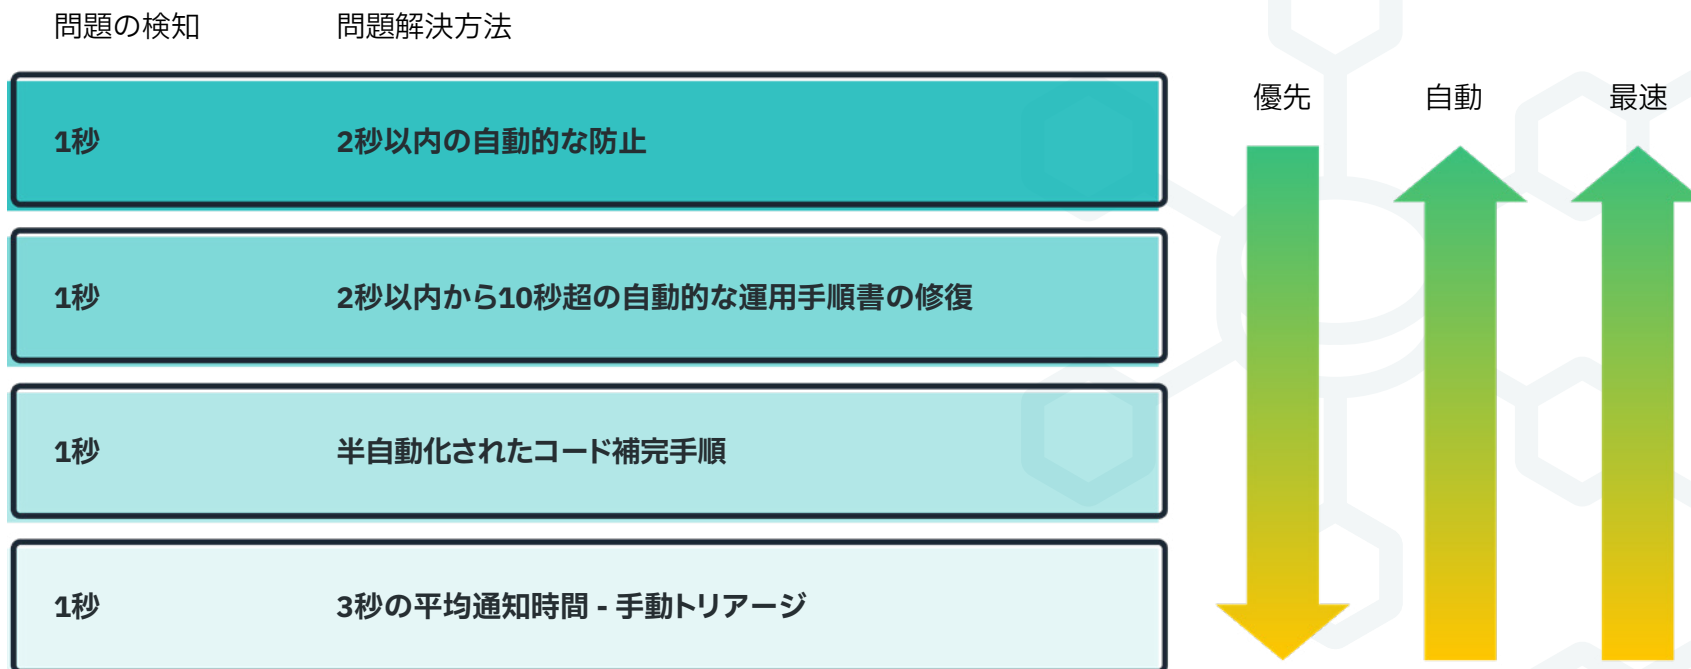 問題の検知
問題解決方法
優先
自動
最速
1秒
2秒以内の自動的な防止
1秒
2秒以内から10秒超の自動的な運用手順書の修復
1秒
半自動化されたコード補完手順
1秒
3秒の平均通知時間 - 手動トリアージ